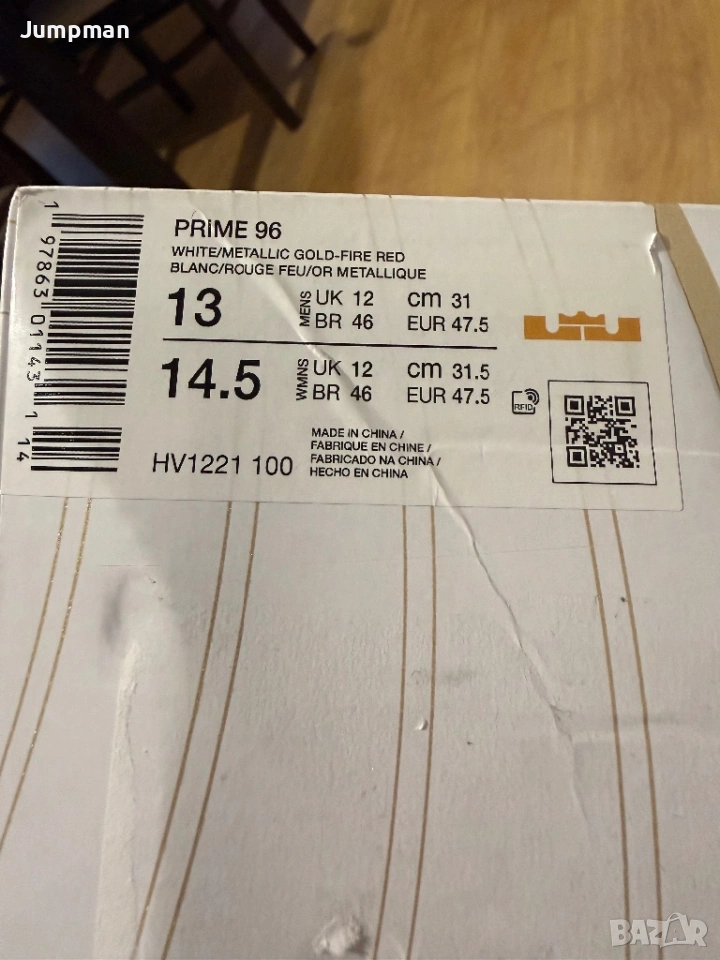 Jumpman
1 97863 01143 1 14
PRiME 96
WHITE/METALLIC GOLD-FIRE RED
BLANC/ROUGE FEU/OR METALLIQUE
13 MENS UK 12 cm 31
BR 46 EUR 47.5
14.5 WMNS UK 12 cm 31.5
BR 46 EUR 47.5
RFID
HV1221 100
MADE IN CHINA /
FABRIQUE EN CHINE /
FABRICADO NA CHINA /
HECHO EN CHINA
BAZAR